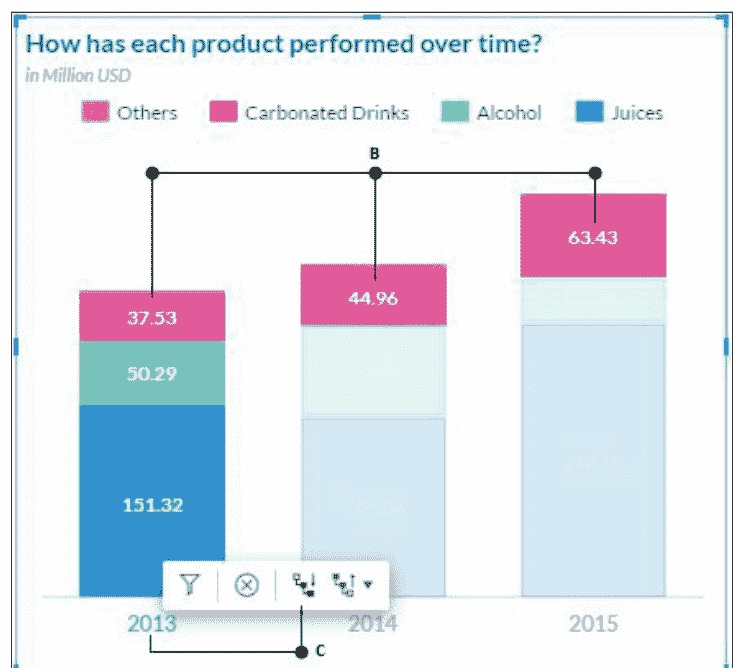 How has each product performed over time?
in Million USD
Others Carbonated Drinks Alcohol Juices
B
63.43
44.96
37.53
50.29
151.32
2013 2014 2015
C